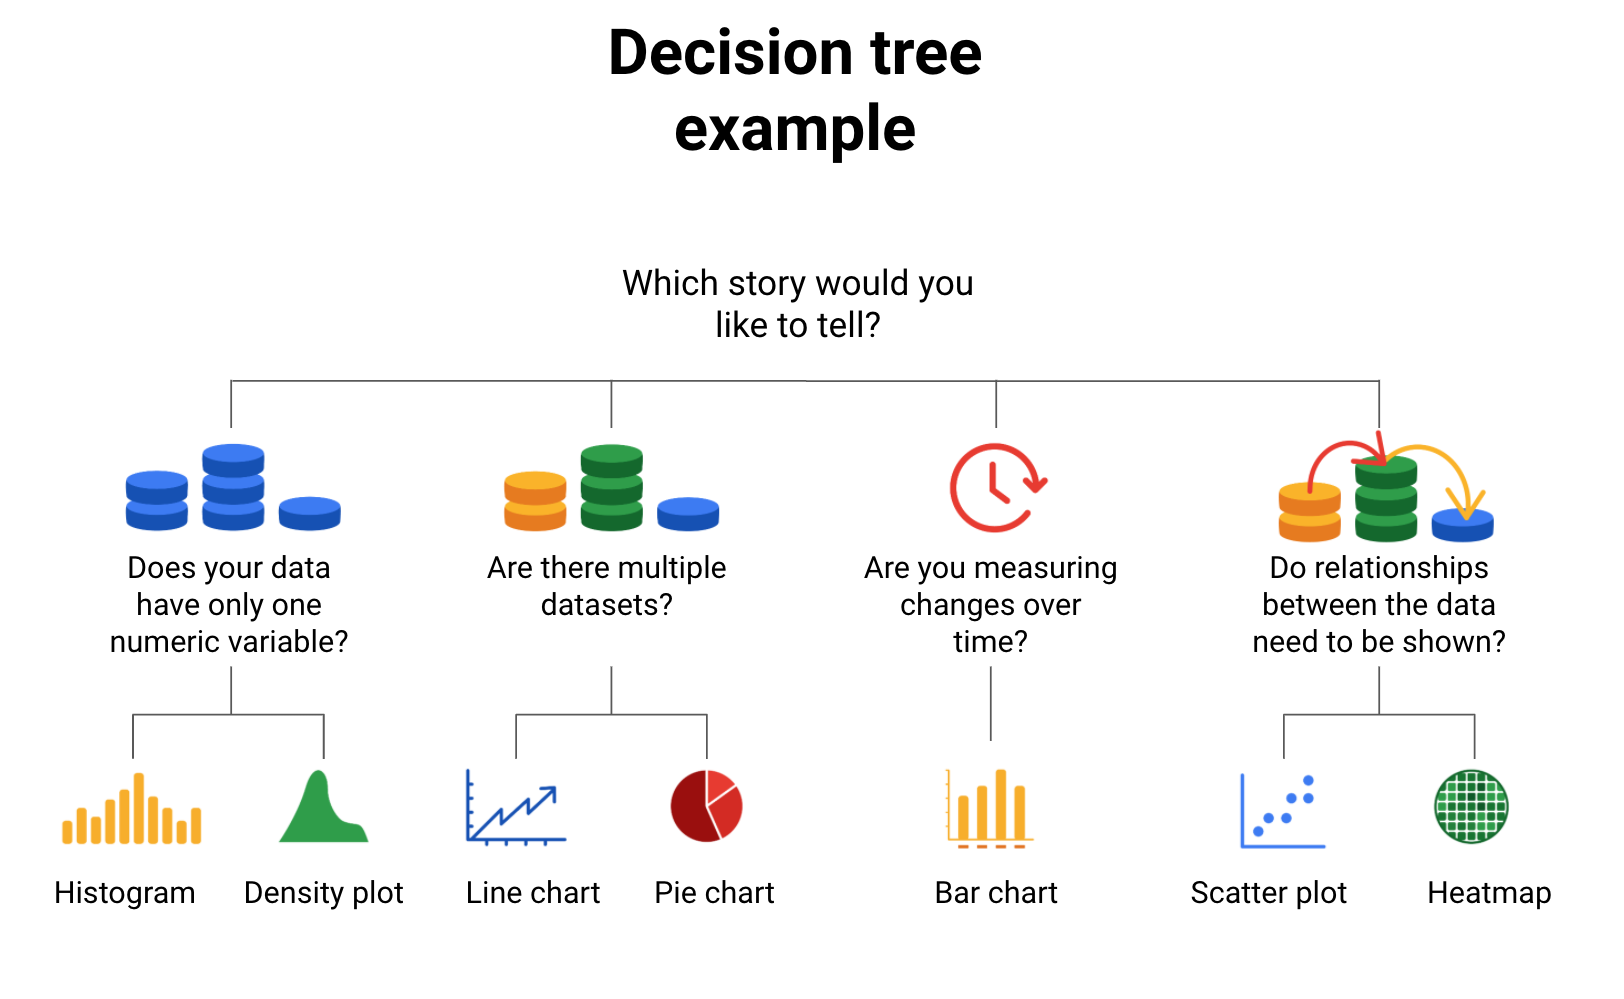 Decision tree
example
Which story would you
like to tell?
Does your data
have only one
numeric variable?
Are there multiple
datasets?
Are you measuring
changes over
time?
Do relationships
between the data
need to be shown?
Histogram
Density plot
Line chart
Pie chart
Bar chart
Scatter plot
Heatmap